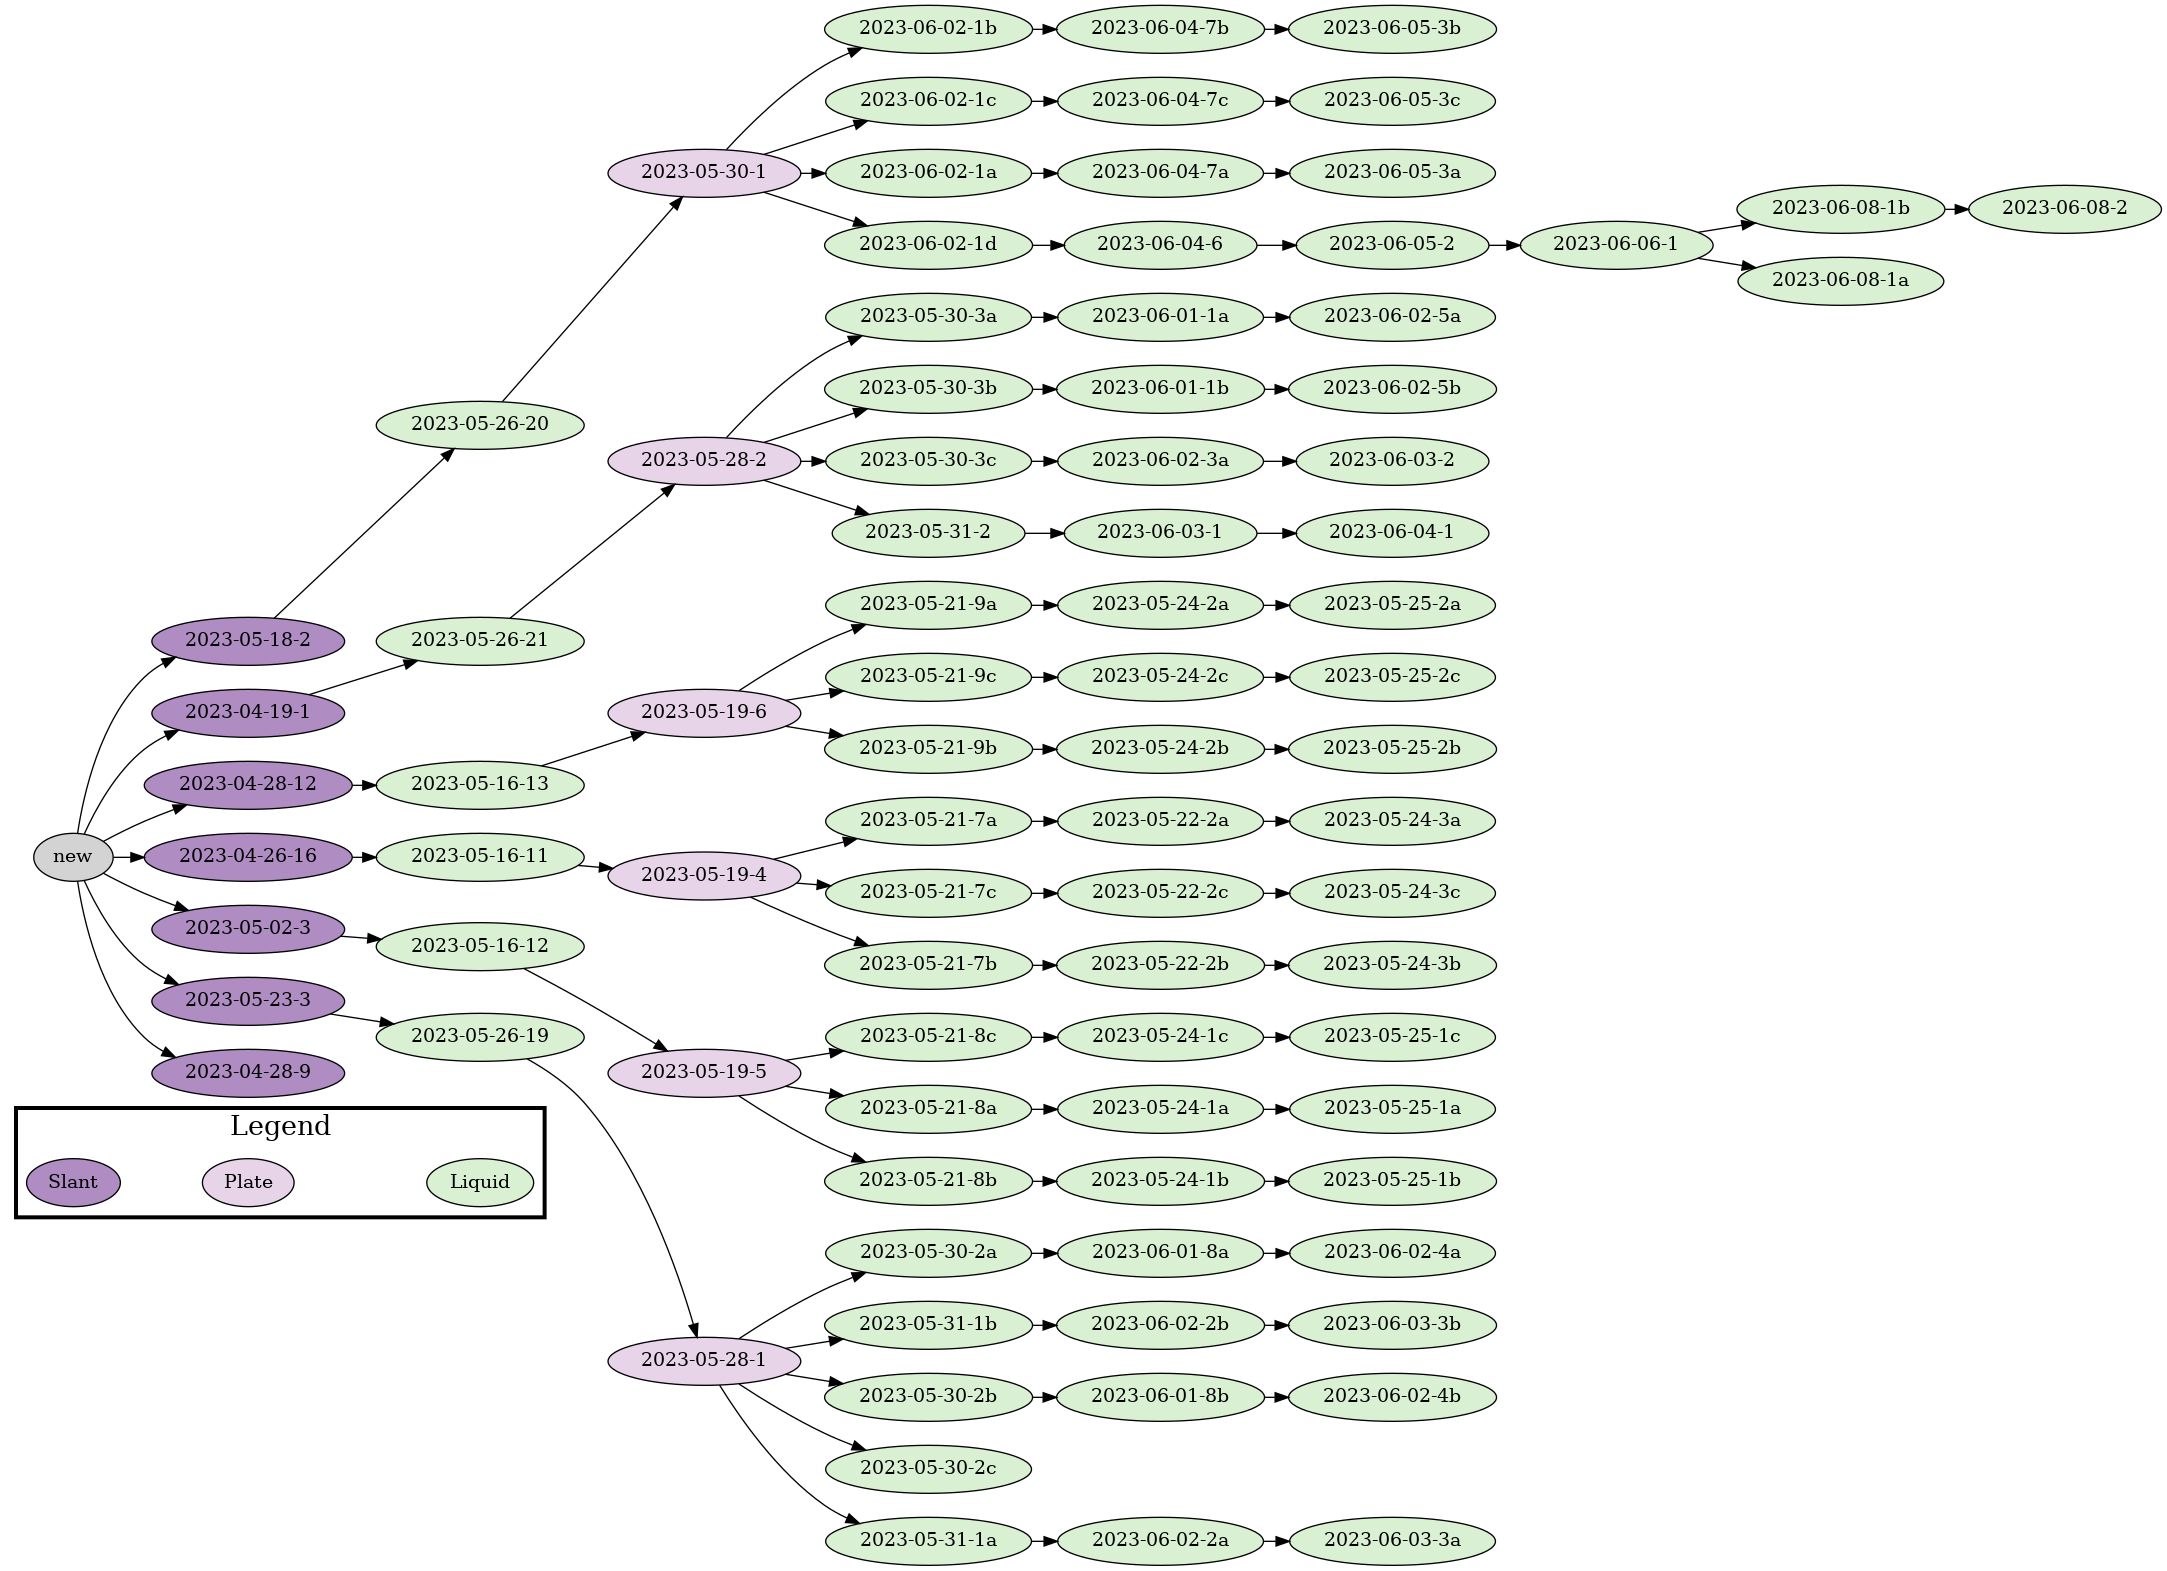 2023-06-02-1b 2023-06-04-7b 2023-06-05-3b
2023-06-02-1c 2023-06-04-7c 2023-06-05-3c
2023-05-30-1 2023-06-02-1a 2023-06-04-7a 2023-06-05-3a
2023-06-08-1b 2023-06-08-2
2023-06-02-1d 2023-06-04-6 2023-06-05-2 2023-06-06-1
2023-06-08-1a
2023-05-30-3a 2023-06-01-1a 2023-06-02-5a
2023-05-30-3b 2023-06-01-1b 2023-06-02-5b
2023-05-26-20
2023-05-28-2 2023-05-30-3c 2023-06-02-3a 2023-06-03-2
2023-05-31-2 2023-06-03-1 2023-06-04-1
2023-05-21-9a 2023-05-24-2a 2023-05-25-2a
2023-05-18-2 2023-05-26-21
2023-05-21-9c 2023-05-24-2c 2023-05-25-2c
2023-04-19-1 2023-05-19-6
2023-05-21-9b 2023-05-24-2b 2023-05-25-2b
2023-04-28-12 2023-05-16-13
2023-05-21-7a 2023-05-22-2a 2023-05-24-3a
new 2023-04-26-16 2023-05-16-11
2023-05-19-4
2023-05-21-7c 2023-05-22-2c 2023-05-24-3c
2023-05-02-3 2023-05-16-12
2023-05-21-7b 2023-05-22-2b 2023-05-24-3b
2023-05-23-3
2023-05-26-19 2023-05-21-8c 2023-05-24-1c 2023-05-25-1c
2023-04-28-9 2023-05-19-5
2023-05-21-8a 2023-05-24-1a 2023-05-25-1a
Legend
Slant Plate Liquid
2023-05-21-8b 2023-05-24-1b 2023-05-25-1b
2023-05-30-2a 2023-06-01-8a 2023-06-02-4a
2023-05-31-1b 2023-06-02-2b 2023-06-03-3b
2023-05-28-1
2023-05-30-2b 2023-06-01-8b 2023-06-02-4b
2023-05-30-2c
2023-05-31-1a 2023-06-02-2a 2023-06-03-3a